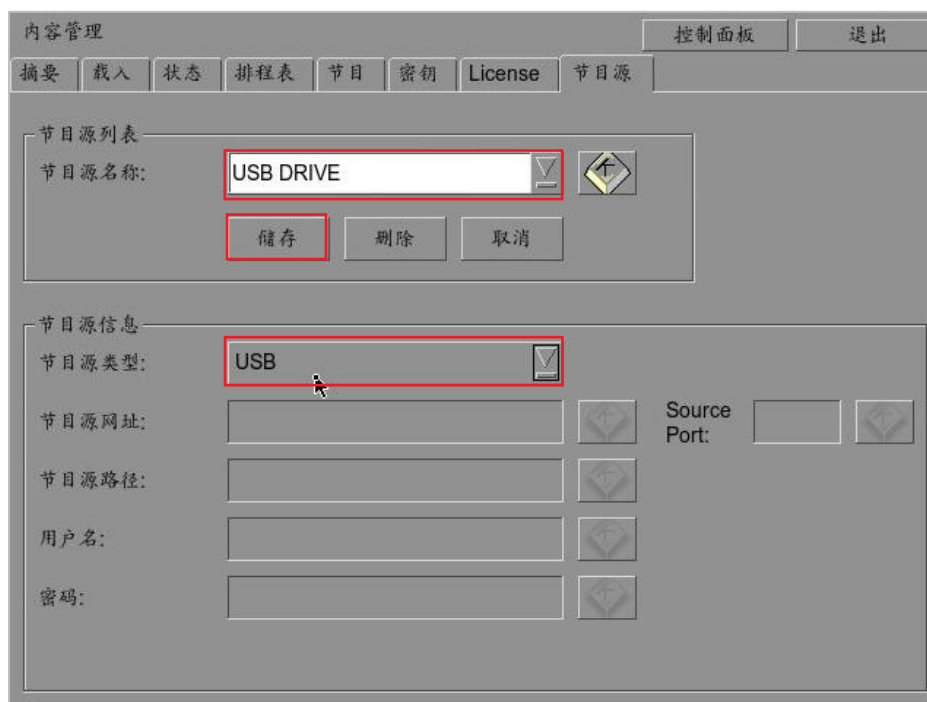 内容管理 控制面板 退出
摘要 载入 状态 排程表 节目 密钥 License 节目源
节目源列表
节目源名称: USB DRIVE
储存 删除 取消
节目源信息
节目源类型: USB
节目源网址: Source Port:
节目源路径:
用户名:
密码: